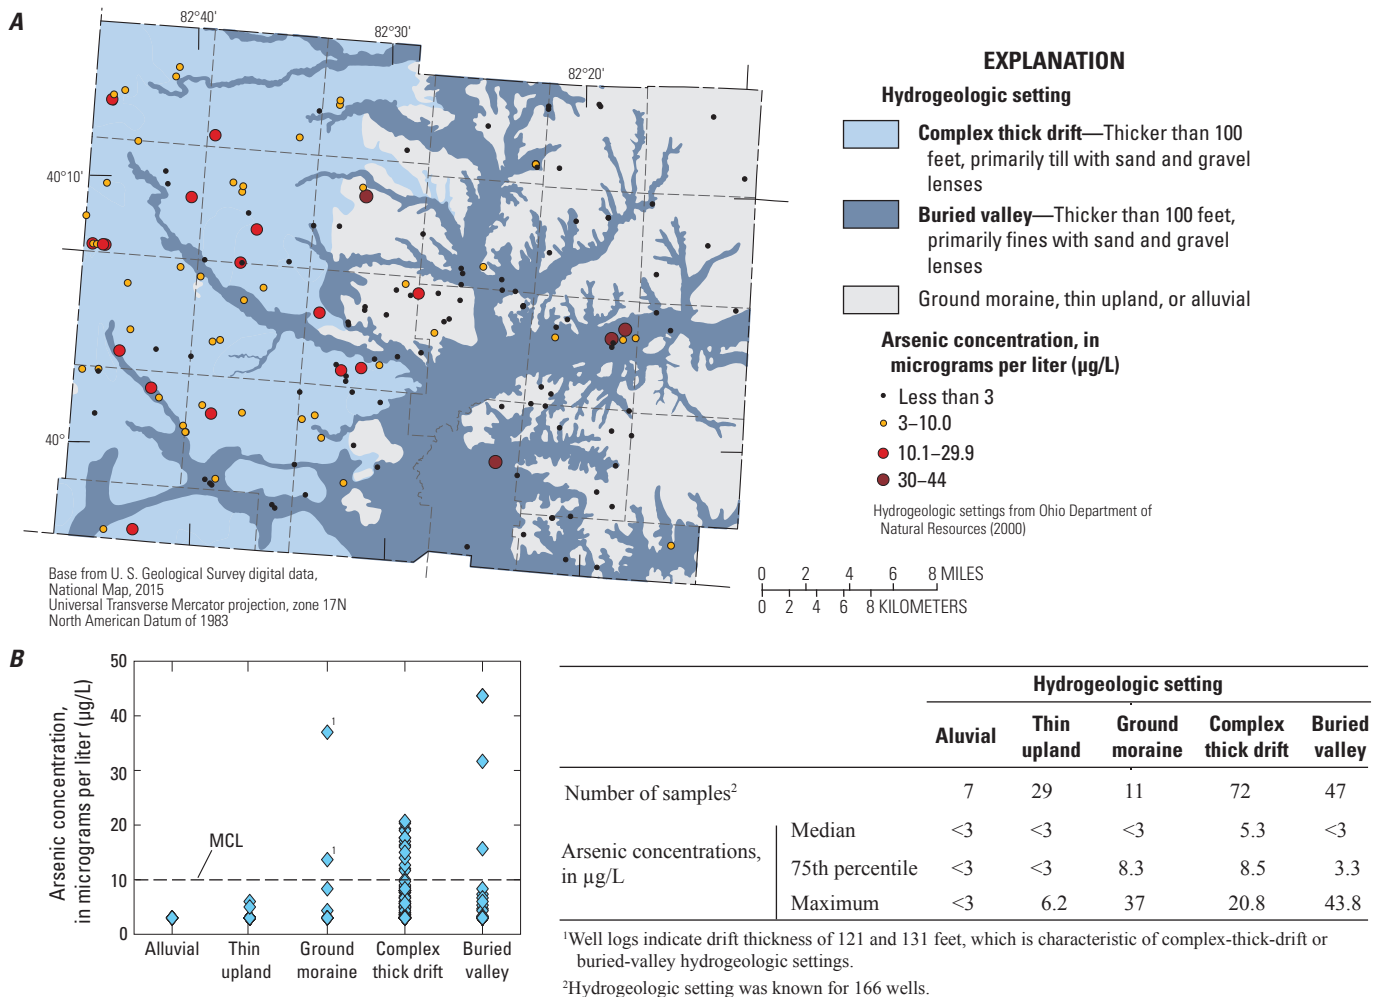 A
82°40'
82°30'
82°20'
40°10'
40°
EXPLANATION
Hydrogeologic setting
Complex thick drift—Thicker than 100
feet, primarily till with sand and gravel
lenses
Buried valley—Thicker than 100 feet,
primarily fines with sand and gravel
lenses
Ground moraine, thin upland, or alluvial
Arsenic concentration, in
micrograms per liter (µg/L)
Less than 3
3–10.0
10.1–29.9
30–44
Hydrogeologic settings from Ohio Department of
Natural Resources (2000)
0 2 4 6 8 MILES
0 2 4 6 8 KILOMETERS
Base from U. S. Geological Survey digital data,
National Map, 2015
Universal Transverse Mercator projection, zone 17N
North American Datum of 1983
B
Arsenic concentration,
in micrograms per liter (µg/L)
50
40
30
20
10
0
MCL
1
1
Alluvial
Thin
upland
Ground
moraine
Complex
thick drift
Buried
valley
Hydrogeologic setting
Aluvial
Thin
upland
Ground
moraine
Complex
thick drift
Buried
valley
Number of samples2 7 29 11 72 47
Arsenic concentrations,
in µg/L
Median <3 <3 <3 5.3 <3
75th percentile <3 <3 8.3 8.5 3.3
Maximum <3 6.2 37 20.8 43.8
1Well logs indicate drift thickness of 121 and 131 feet, which is characteristic of complex-thick-drift or
buried-valley hydrogeologic settings.
2Hydrogeologic setting was known for 166 wells.